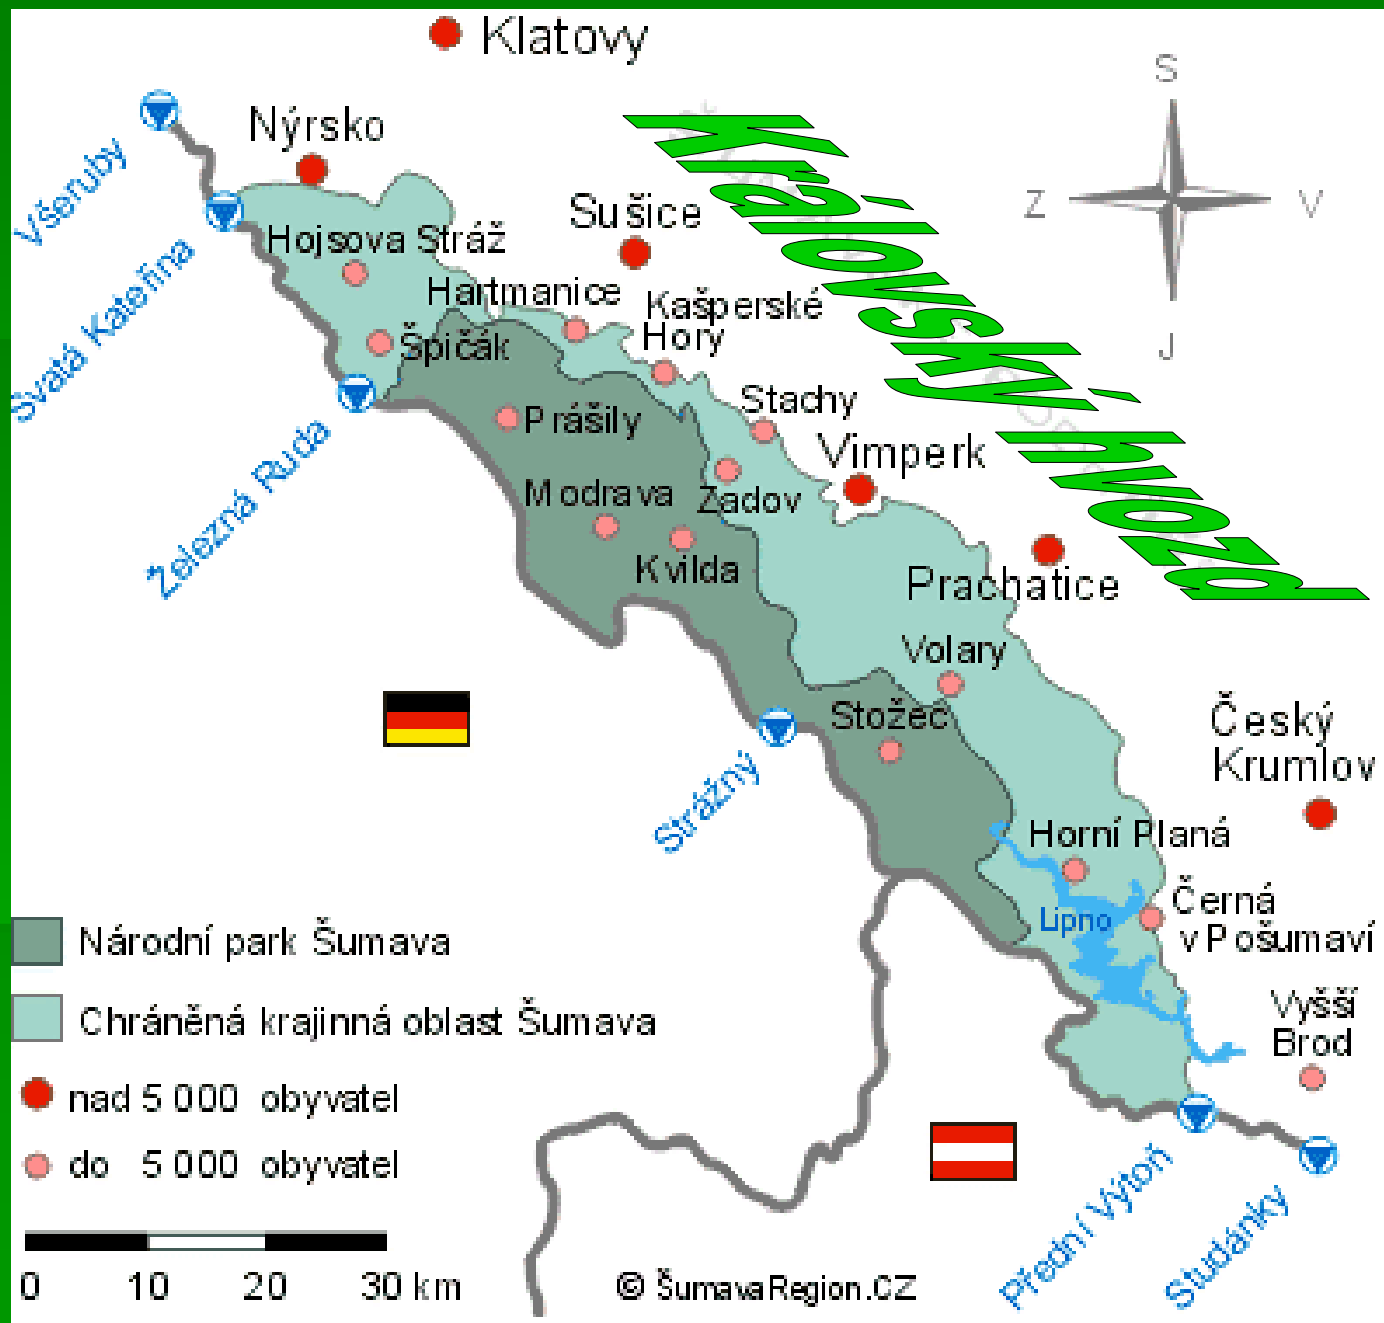 Klatovy
S
Nýrsko
Všeruby
Královský hvozd
Z
V
Sušice
Hojsova Stráž
Svatá Kateřina
Hartmanice
Kašperské
Hory
J
Špičák
Stachy
Prášily
Vimperk
Železná Ruda
Modrava
Zadov
Kvilda
Prachatice
Volary
Stožec
Český
Krumlov
Strážný
Horní Planá
Lipno
Černá
v Pošumaví
Národní park Šumava
Chráněná krajinná oblast Šumava
Vyšší
Brod
nad 5 000 obyvatel
do 5 000 obyvatel
Přední Výtoň
Studánky
0 10 20 30 km
© ŠumavaRegion.CZ